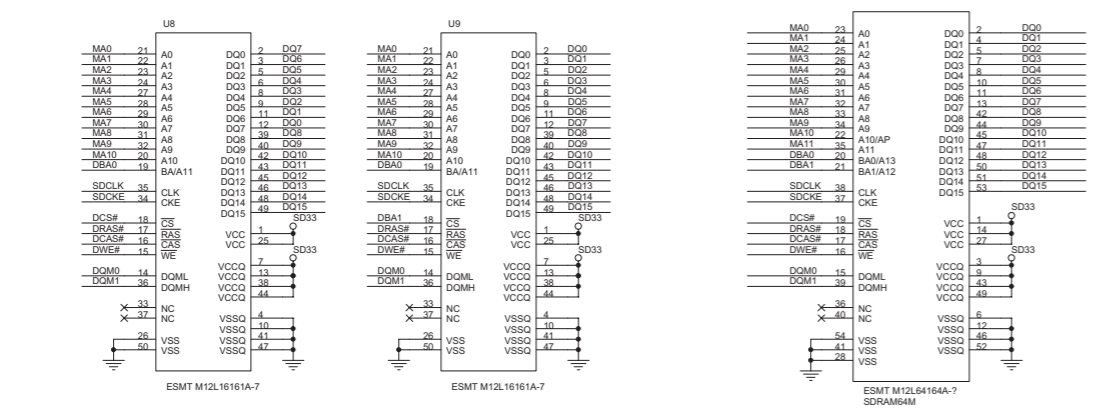 U8
MA0 21 A0 DQ0 2 DQ7
MA1 22 A1 DQ1 3 DQ6
MA2 23 A2 DQ2 5 DQ5
MA3 24 A3 DQ3 6 DQ4
MA4 27 A4 DQ4 8 DQ3
MA5 28 A5 DQ5 9 DQ2
MA6 29 A6 DQ6 11 DQ1
MA7 30 A7 DQ7 12 DQ0
MA8 31 A8 DQ8 39 DQ8
MA9 32 A9 DQ9 40 DQ9
MA10 20 A10 DQ10 42 DQ10
DBA0 19 BA/A11 DQ11 43 DQ11
DQ12 45 DQ12
SDCLK 35 CLK DQ13 46 DQ13
SDCKE 34 CKE DQ14 48 DQ14
DQ15 49 DQ15
SD33
DCS# 18 CS
DRAS# 17 RAS VCC 1
DCAS# 16 CAS VCC 25
DWE# 15 WE SD33
VCCQ 7
DQM0 14 DQML VCCQ 13
DQM1 36 DQMH VCCQ 38
VCCQ 44
33 NC
37 NC VSSQ 4
VSSQ 10
26 VSS VSSQ 41
50 VSS VSSQ 47
ESMT M12L16161A-7
U9
MA0 21 A0 DQ0 2 DQ0
MA1 22 A1 DQ1 3 DQ1
MA2 23 A2 DQ2 5 DQ2
MA3 24 A3 DQ3 6 DQ3
MA4 27 A4 DQ4 8 DQ4
MA5 28 A5 DQ5 9 DQ5
MA6 29 A6 DQ6 11 DQ6
MA7 30 A7 DQ7 12 DQ7
MA8 31 A8 DQ8 39 DQ8
MA9 32 A9 DQ9 40 DQ9
MA10 20 A10 DQ10 42 DQ10
DBA0 19 BA/A11 DQ11 43 DQ11
DQ12 45 DQ12
SDCLK 35 CLK DQ13 46 DQ13
SDCKE 34 CKE DQ14 48 DQ14
DQ15 49 DQ15
SD33
DBA1 18 CS
DRAS# 17 RAS VCC 1
DCAS# 16 CAS VCC 25
DWE# 15 WE SD33
VCCQ 7
DQM0 14 DQML VCCQ 13
DQM1 36 DQMH VCCQ 38
VCCQ 44
33 NC
37 NC VSSQ 4
VSSQ 10
26 VSS VSSQ 41
50 VSS VSSQ 47
ESMT M12L16161A-7
MA0 23 A0 DQ0 2 DQ0
MA1 24 A1 DQ1 4 DQ1
MA2 25 A2 DQ2 5 DQ2
MA3 26 A3 DQ3 7 DQ3
MA4 29 A4 DQ4 8 DQ4
MA5 30 A5 DQ5 10 DQ5
MA6 31 A6 DQ6 11 DQ6
MA7 32 A7 DQ7 13 DQ7
MA8 33 A8 DQ8 42 DQ8
MA9 34 A9 DQ9 44 DQ9
MA10 22 A10/AP DQ10 45 DQ10
MA11 35 A11 DQ11 47 DQ11
DBA0 20 BA0/A13 DQ12 48 DQ12
DBA1 21 BA1/A12 DQ13 50 DQ13
DQ14 51 DQ14
SDCLK 38 CLK DQ15 53 DQ15
SDCKE 37 CKE
SD33
DCS# 19 CS VCC 1
DRAS# 18 RAS VCC 14
DCAS# 17 CAS VCC 27
DWE# 16 WE SD33
VCCQ 3
DQM0 15 DQML VCCQ 9
DQM1 39 DQMH VCCQ 43
VCCQ 49
36 NC
40 NC VSSQ 6
VSSQ 12
54 VSS VSSQ 46
41 VSS VSSQ 52
28 VSS
ESMT M12L64164A-?
SDRAM64M